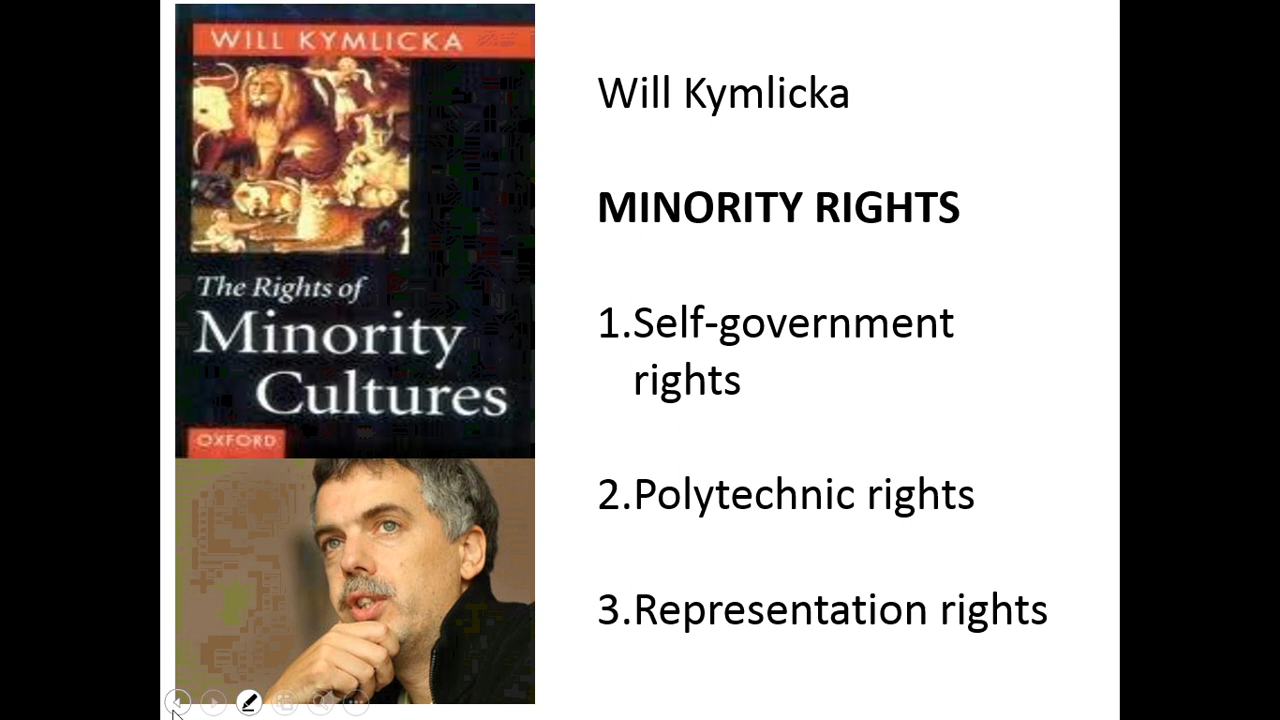 WILL KYMLICKA
The Rights of
Minority
Cultures
OXFORD
Will Kymlicka
MINORITY RIGHTS
1.Self-government
rights
2.Polytechnic rights
3.Representation rights